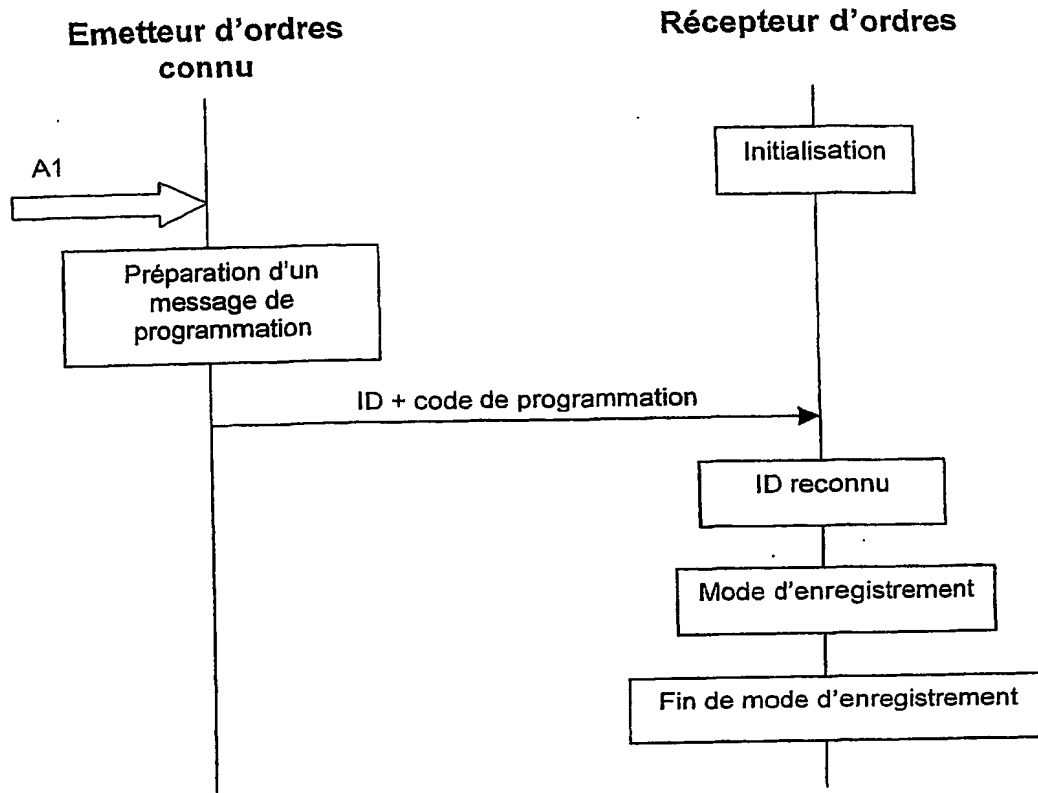 Emetteur d'ordres
connu
Récepteur d'ordres
Initialisation
A1
Préparation d'un
message de
programmation
ID + code de programmation
ID reconnu
Mode d'enregistrement
Fin de mode d'enregistrement